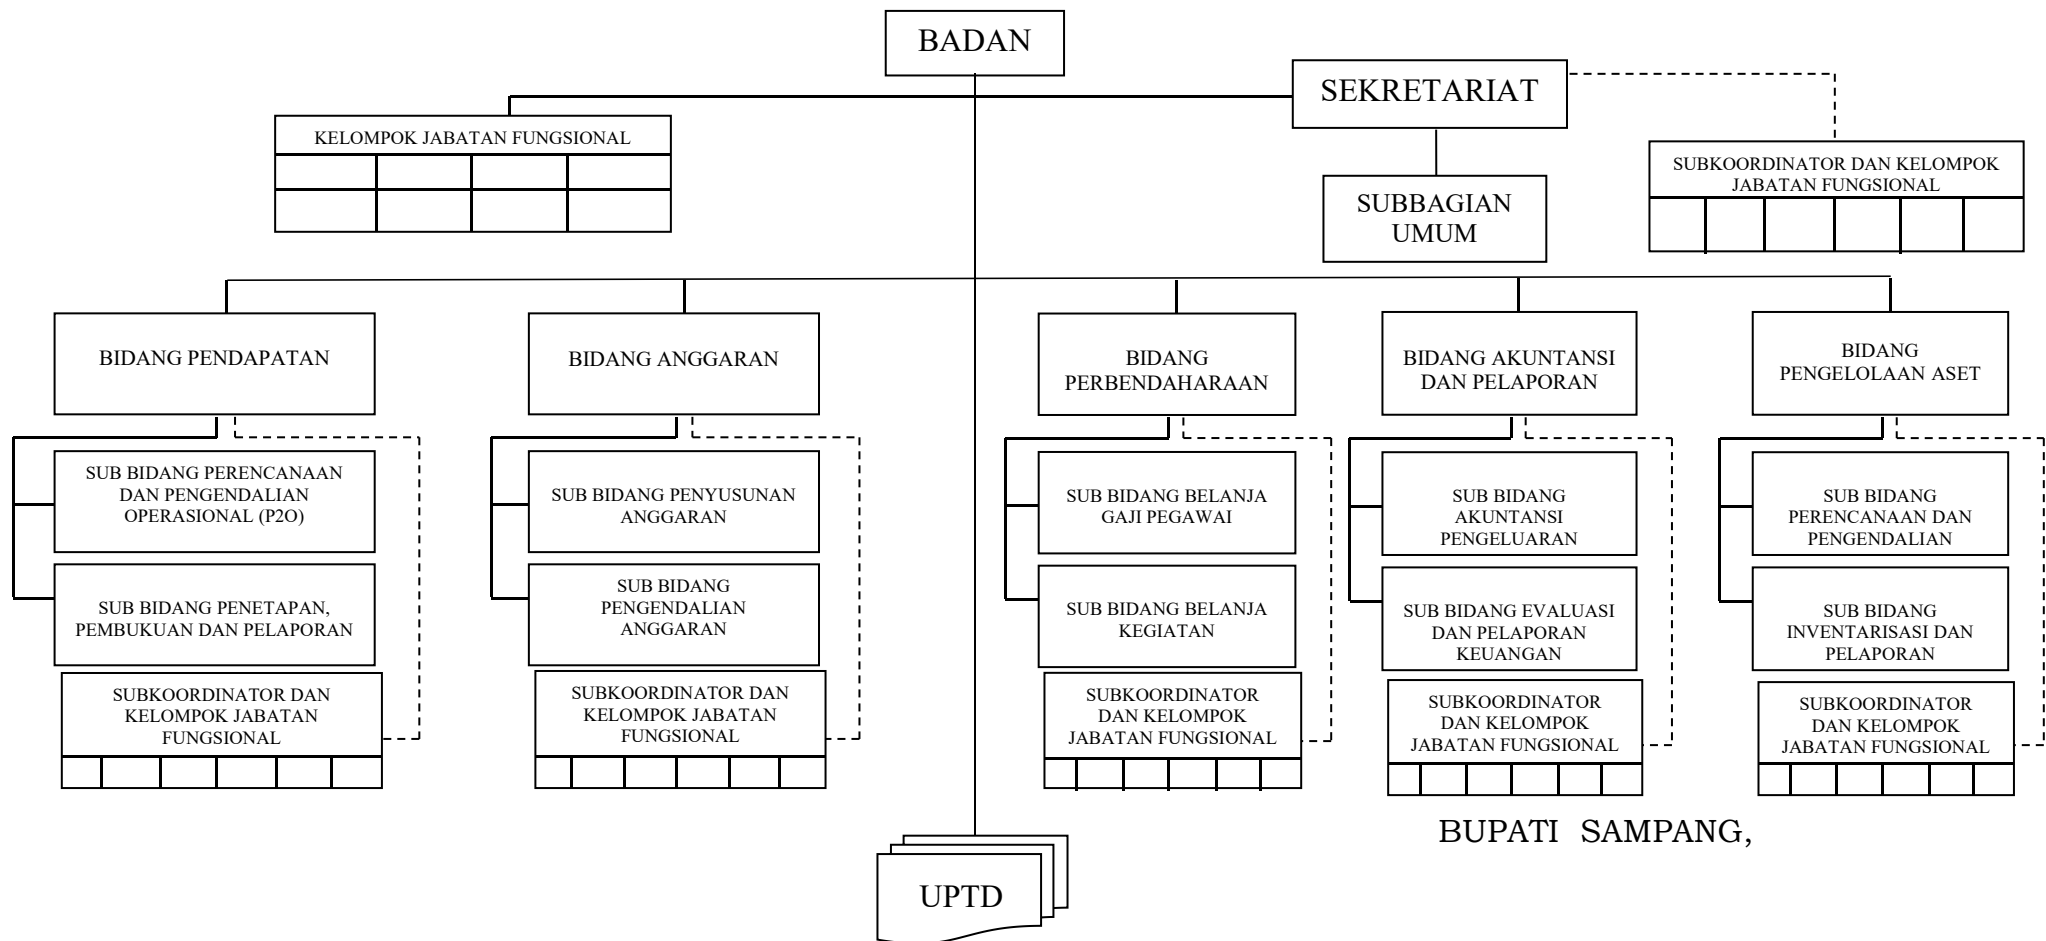 BADAN
SEKRETARIAT
KELOMPOK JABATAN FUNGSIONAL
SUBKOORDINATOR DAN KELOMPOK
JABATAN FUNGSIONAL
SUBBAGIAN
UMUM
BIDANG PENDAPATAN
BIDANG ANGGARAN
BIDANG
PERBENDAHARAAN
BIDANG AKUNTANSI
DAN PELAPORAN
BIDANG
PENGELOLAAN ASET
SUB BIDANG PERENCANAAN
DAN PENGENDALIAN
OPERASIONAL (P2O)
SUB BIDANG PENYUSUNAN
ANGGARAN
SUB BIDANG BELANJA
GAJI PEGAWAI
SUB BIDANG
AKUNTANSI
PENGELUARAN
SUB BIDANG
PERENCANAAN DAN
PENGENDALIAN
SUB BIDANG PENETAPAN,
PEMBUKUAN DAN PELAPORAN
SUB BIDANG
PENGENDALIAN
ANGGARAN
SUB BIDANG BELANJA
KEGIATAN
SUB BIDANG EVALUASI
DAN PELAPORAN
KEUANGAN
SUB BIDANG
INVENTARISASI DAN
PELAPORAN
SUBKOORDINATOR DAN
KELOMPOK JABATAN
FUNGSIONAL
SUBKOORDINATOR DAN
KELOMPOK JABATAN
FUNGSIONAL
SUBKOORDINATOR
DAN KELOMPOK
JABATAN FUNGSIONAL
SUBKOORDINATOR
DAN KELOMPOK
JABATAN FUNGSIONAL
SUBKOORDINATOR
DAN KELOMPOK
JABATAN FUNGSIONAL
BUPATI SAMPANG,
UPTD